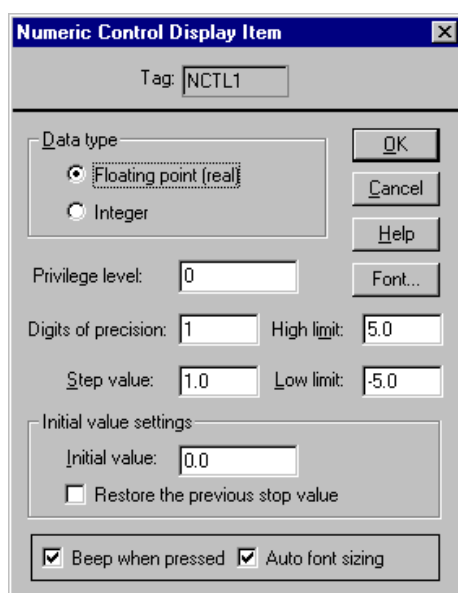 Numeric Control Display Item
Tag: NCTL1
Data type
Floating point (real)
Integer
OK
Cancel
Help
Privilege level: 0
Font...
Digits of precision: 1 High limit: 5.0
Step value: 1.0 Low limit: -5.0
Initial value settings
Initial value: 0.0
Restore the previous stop value
Beep when pressed Auto font sizing